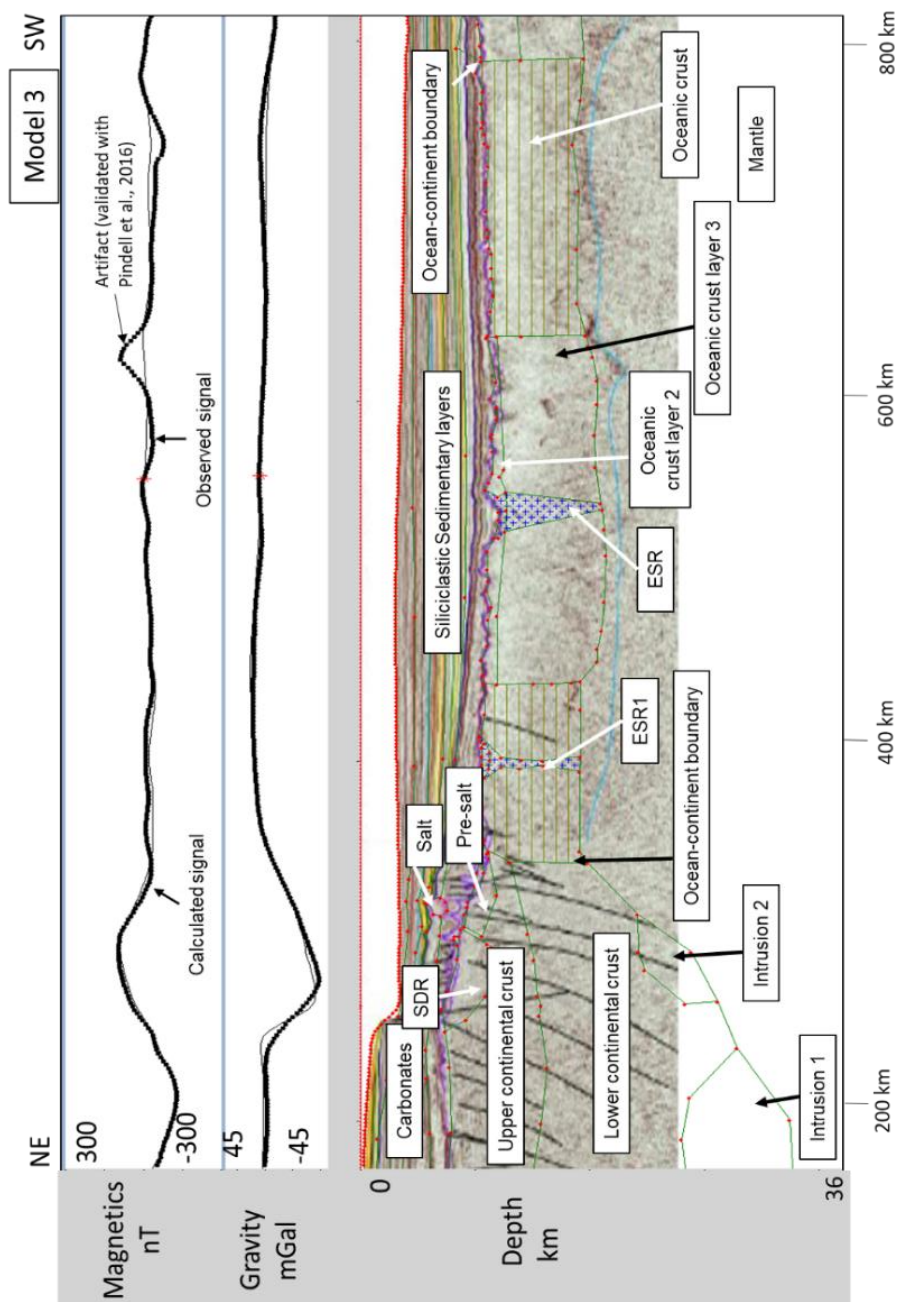 NE
Model 3
SW
Magnetics
nT
300
-300
Artifact (validated with
Pindell et al., 2016)
Calculated signal
Observed signal
Gravity
mGal
45
-45
Depth
km
0
36
Carbonates
SDR
Salt
Pre-salt
Siliciclastic Sedimentary layers
Ocean-continent boundary
Upper continental crust
Lower continental crust
ESR1
ESR
Oceanic
crust layer 2
Oceanic crust layer 3
Oceanic crust
Ocean-continent boundary
Intrusion 2
Intrusion 1
Mantle
200 km
400 km
600 km
800 km